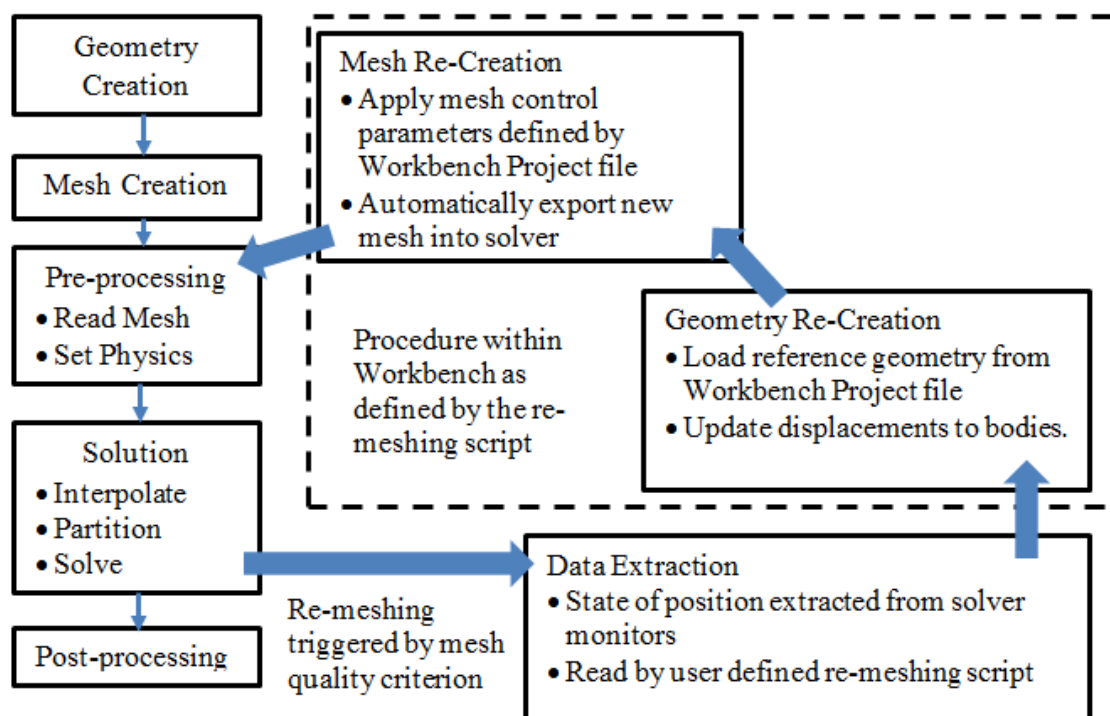 Geometry
Creation
Mesh Creation
Pre-processing
• Read Mesh
• Set Physics
Solution
• Interpolate
• Partition
• Solve
Post-processing
Mesh Re-Creation
• Apply mesh control
parameters defined by
Workbench Project file
• Automatically export new
mesh into solver
Procedure within
Workbench as
defined by the re-
meshing script
Geometry Re-Creation
• Load reference geometry from
Workbench Project file
• Update displacements to bodies.
Re-meshing
triggered by mesh
quality criterion
Data Extraction
• State of position extracted from solver
monitors
• Read by user defined re-meshing script